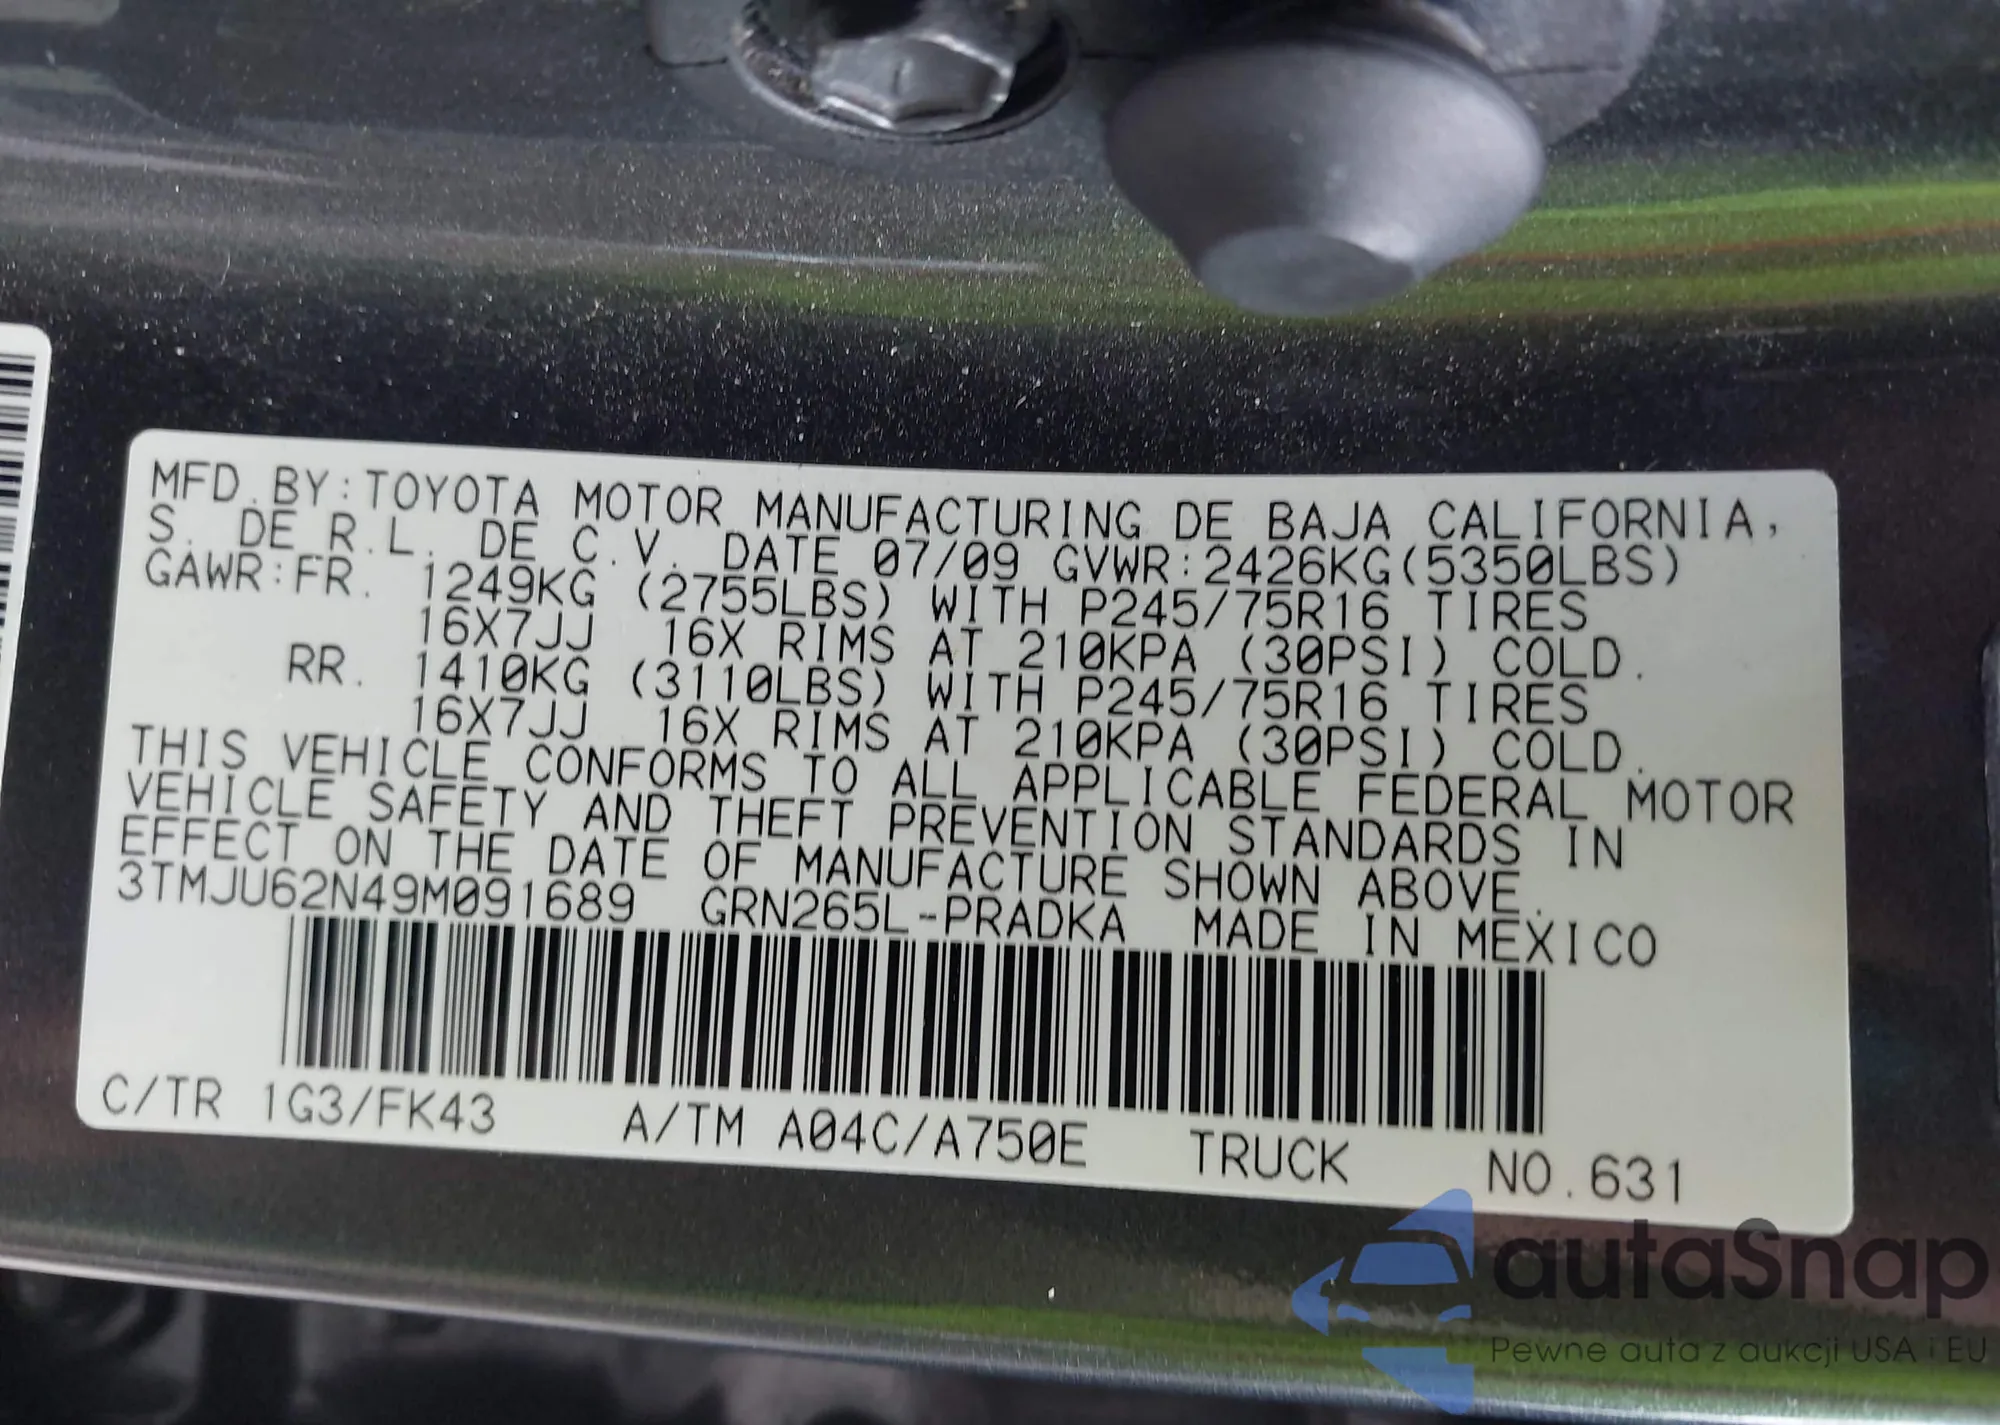 MFD.BY:TOYOTA MOTOR MANUFACTURING DE BAJA CALIFORNIA,
S. DE R.L. DE C.V. DATE 07/09 GVWR:2426KG(5350LBS)
GAWR:FR. 1249KG (2755LBS) WITH P245/75R16 TIRES
16X7JJ 16X RIMS AT 210KPA (30PSI) COLD.
RR. 1410KG (3110LBS) WITH P245/75R16 TIRES
16X7JJ 16X RIMS AT 210KPA (30PSI) COLD.
THIS VEHICLE CONFORMS TO ALL APPLICABLE FEDERAL MOTOR
VEHICLE SAFETY AND THEFT PREVENTION STANDARDS IN
EFFECT ON THE DATE OF MANUFACTURE SHOWN ABOVE.
3TMJU62N49M091689 GRN265L-PRADKA MADE IN MEXICO
C/TR 1G3/FK43 A/TM A04C/A750E TRUCK NO.631
autaSnap
Pewne auta z aukcji USA i EU